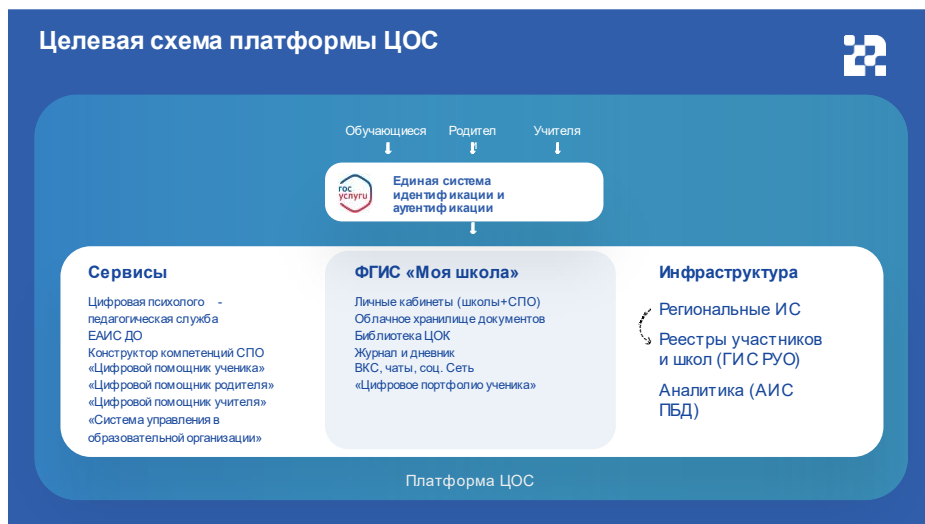 Целевая схема платформы ЦОС
Обучающиеся Родители Учителя
гос
услуги
Единая система
идентификации и
аутентификации
Сервисы
Цифровая психолого -
педагогическая служба
ЕАИС ДО
Конструктор компетенций СПО
«Цифровой помощник ученика»
«Цифровой помощник родителя»
«Цифровой помощник учителя»
«Система управления в
образовательной организации»
ФГИС «Моя школа»
Личные кабинеты (школы+СПО)
Облачное хранилище документов
Библиотека ЦОК
Журнал и дневник
ВКС, чаты, соц. Сеть
«Цифровое портфолио ученика»
Инфраструктура
Региональные ИС
Реестры участников
и школ (ГИС РУО)
Аналитика (АИС
ПБД)
Платформа ЦОС